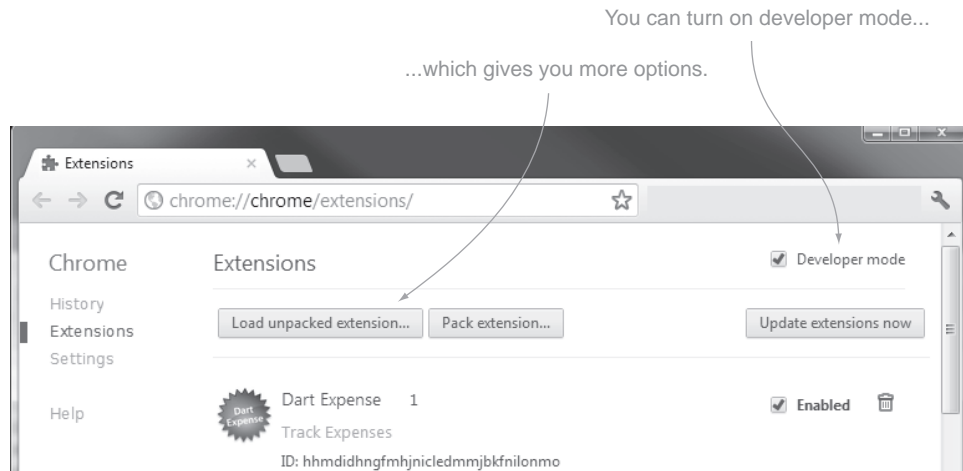 You can turn on developer mode...
...which gives you more options.
Extensions
chrome://chrome/extensions/
Chrome
Extensions
Developer mode
History
Extensions
Settings
Help
Load unpacked extension...
Pack extension...
Update extensions now
Dart Expense
Dart Expense 1
Enabled
Track Expenses
ID: hhmdidhngfmhjnicledmmjbkfnilonmo